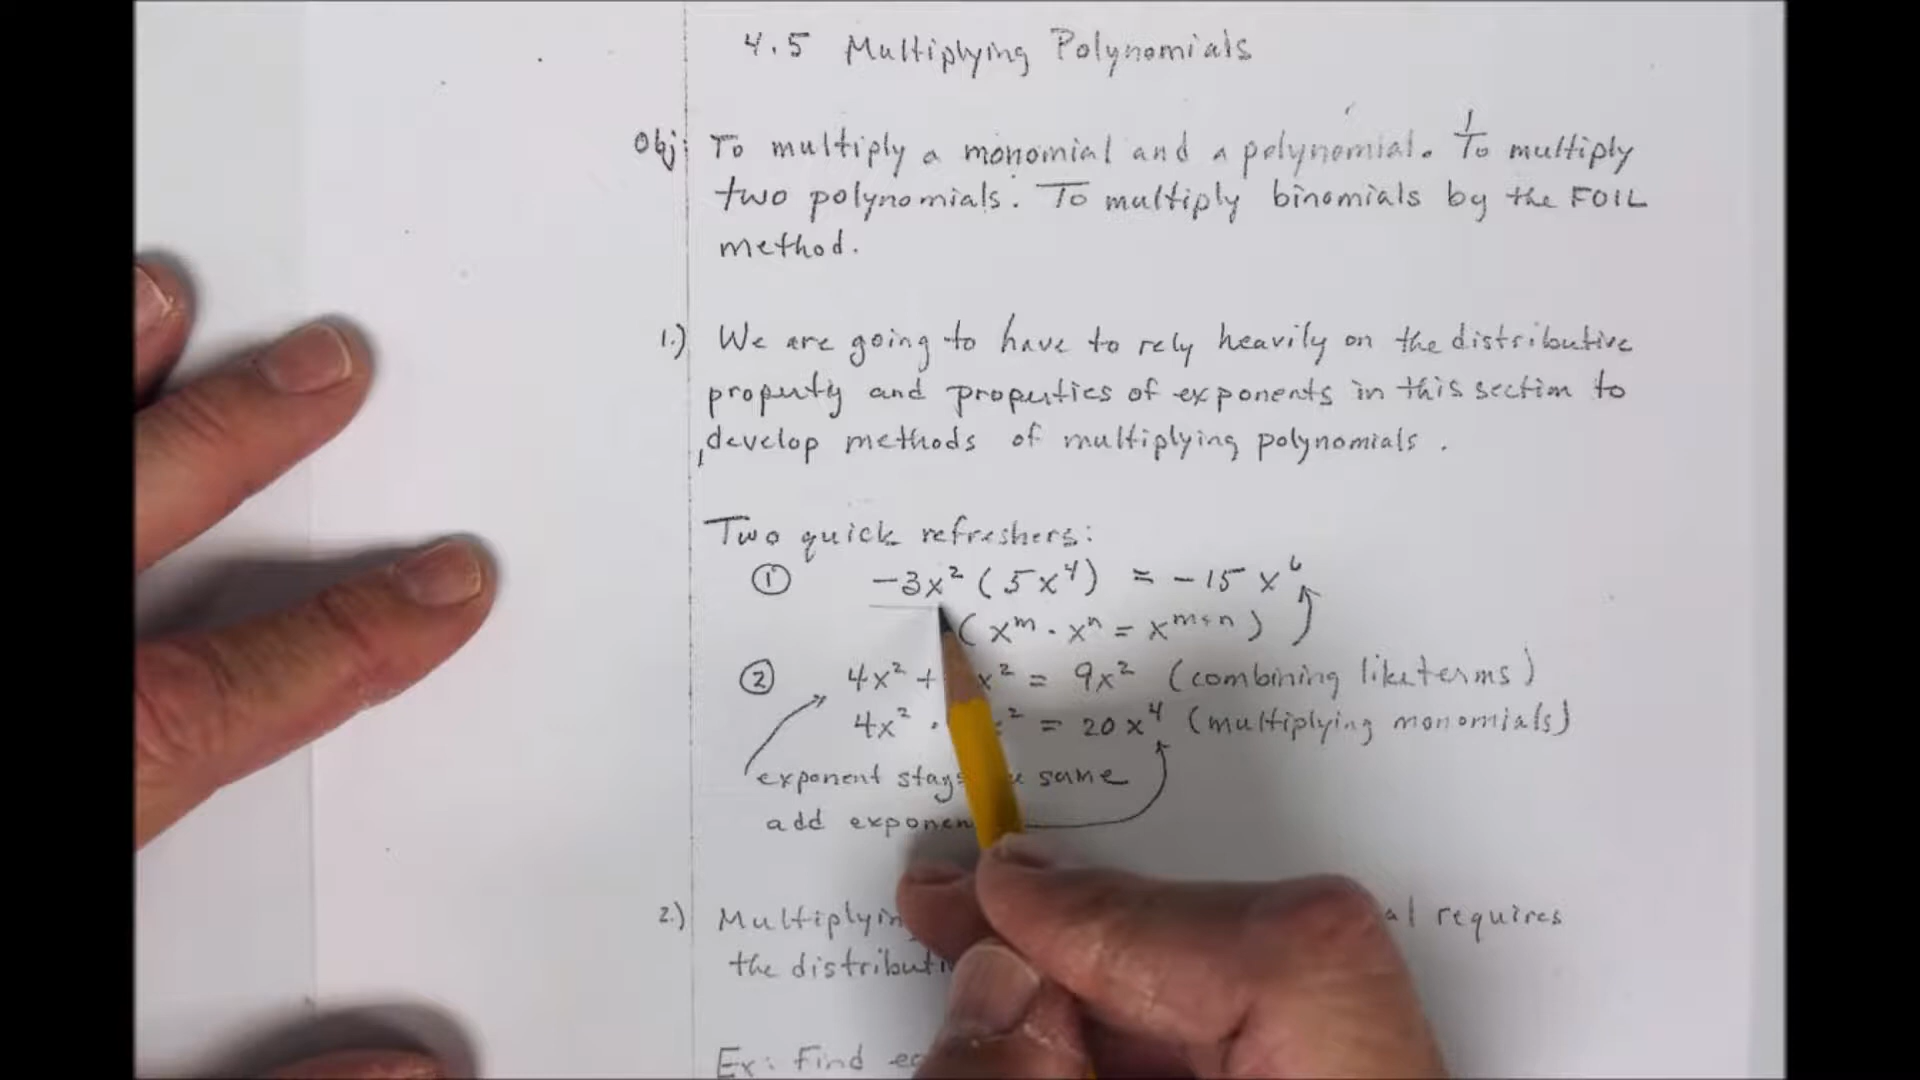 4.5 Multiplying Polynomials
Obj: To multiply a monomial and a polynomial. To multiply
two polynomials. To multiply binomials by the FOIL
method.
1.) We are going to have to rely heavily on the distributive
property and properties of exponents in this section to
develop methods of multiplying polynomials.
Two quick refreshers:
① -3x² (5x⁴) = -15x⁶
(xᵐ · xⁿ = xᵐ⁺ⁿ)
② 4x² + x² = 9x² (combining like terms)
4x² · ² = 20x⁴ (multiplying monomials)
exponent stays same
add
2.) requires
the
Ex: Find